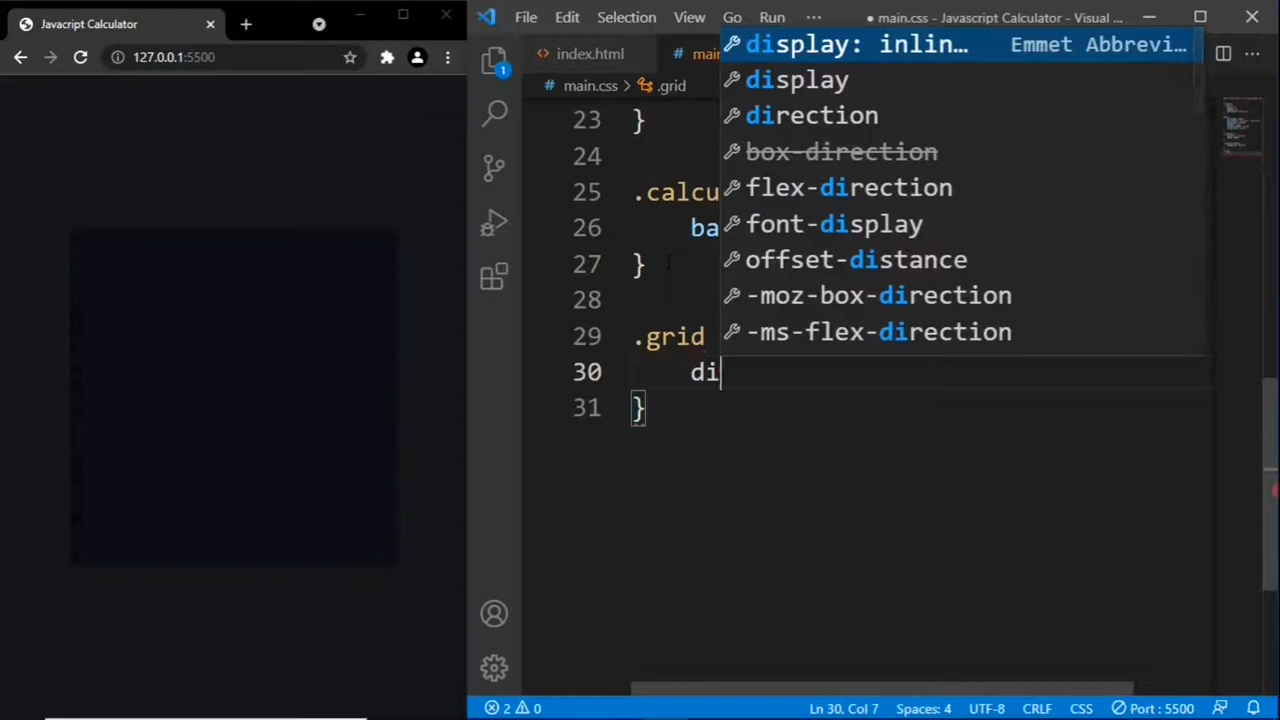 Javacript Calculator
127.0.0.1:5500
File Edit Selection View Go Run ··· ● main.css - Javascript Calculator - Visual ...
index.html
# main.css > .grid
1
23 }
24
25 .calcu
26 ba
27 }
28
29 .grid
30 di
31 }
display: inlin… Emmet Abbrevi…
display
direction
box-direction
flex-direction
font-display
offset-distance
-moz-box-direction
-ms-flex-direction
2 0 Ln 30, Col 7 Spaces: 4 UTF-8 CRLF CSS Port : 5500